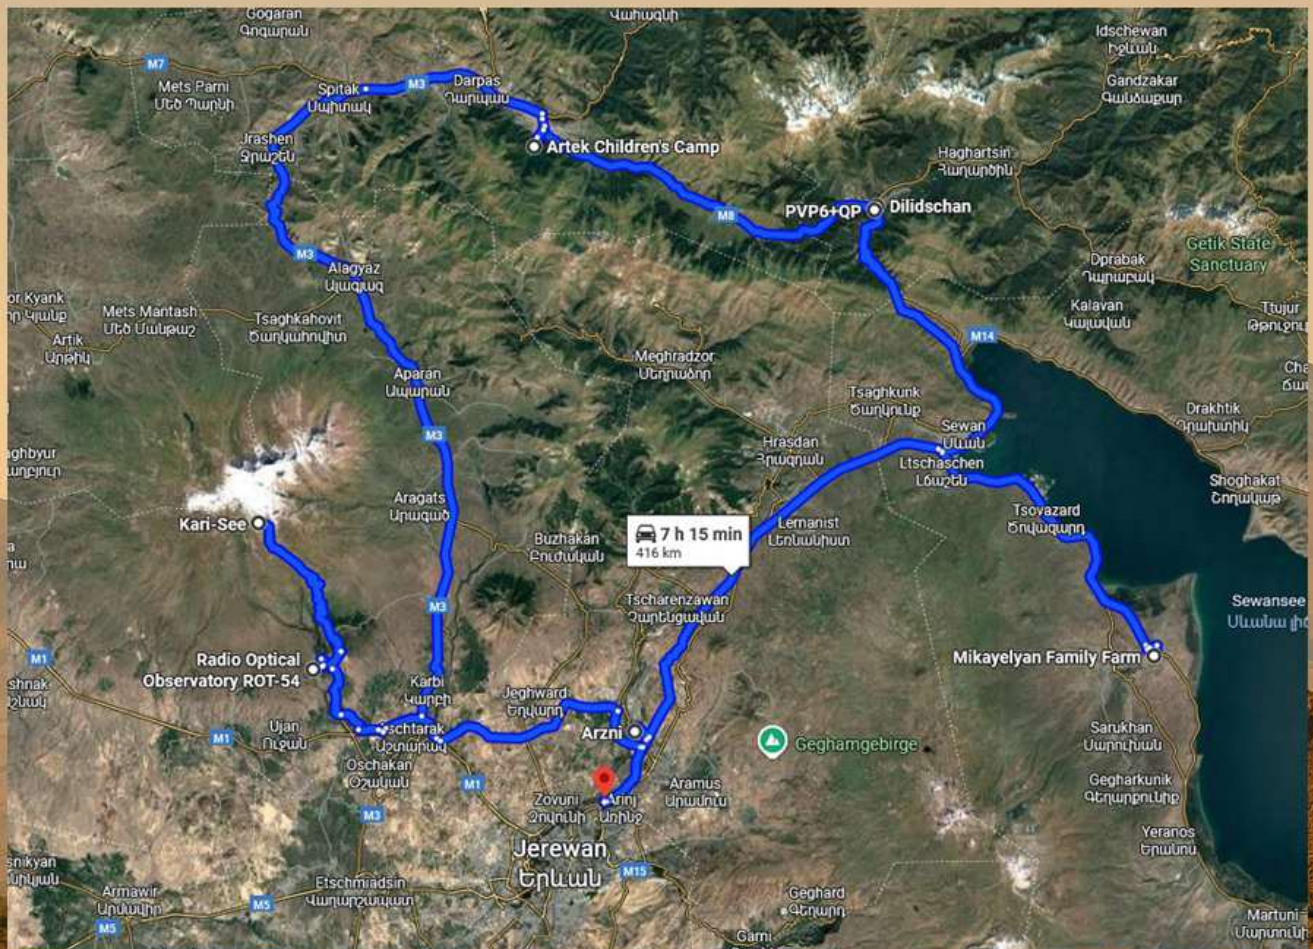 Gogaran
Գոգարան
Վահագնի
Idschewan
Իջևան
M7
Mets Parni
Մեծ Պարնի
Spitak
Սպիտակ
M3
Darpas
Դարպաս
Gandzakar
Գանձաքար
Jrashen
Ջրաշեն
Artek Children's Camp
Haghartsin
Հաղարծին
PVP6+QP
Dilidschan
M8
Getik State
Sanctuary
M3
Alagyaz
Ալագյազ
Dprabak
Դպրաբակ
Mets Mantash
Մեծ Մանթաշ
Tsaghkahovit
Ծաղկահովիտ
Kalavan
Կալավան
Artik
Արթիկ
M14
Meghradzor
Մեղրաձոր
Aparan
Ապարան
Tsaghkunk
Ծաղկունք
Drakhtik
Դրախտիկ
M3
Hrasdan
Հրազդան
Sewan
Սևան
Ltschaschen
Լճաշեն
Shoghakat
Շողակաթ
Aragats
Արագած
Tsovazard
Ծովազարդ
Kari-See
Lernanist
Լեռնանիստ
7 h 15 min
416 km
Buzhakan
Բուժական
M3
Tscharenzawan
Չարենցավան
Sewansee
M1
Radio Optical
Observatory ROT-54
Mikayelyan Family Farm
Karbi
Կարբի
Jeghward
Եղվարդ
Ujan
Ուջան
M1
Աշտարակ
Arzni
Sarukhan
Սարուխան
Oschakan
Օշական
Geghamgebirge
M1
Gegharkunik
Գեղարքունիք
Aramus
Արամուս
Zovuni
Զովունի
Arinj
Առինջ
M3
Yeranos
Երանոս
Jerewan
Երևան
M15
Etschmiadsin
Վաղարշապատ
Armawir
Արմավիր
M5
Geghard
Գեղարդ
M5
Garni
Martuni